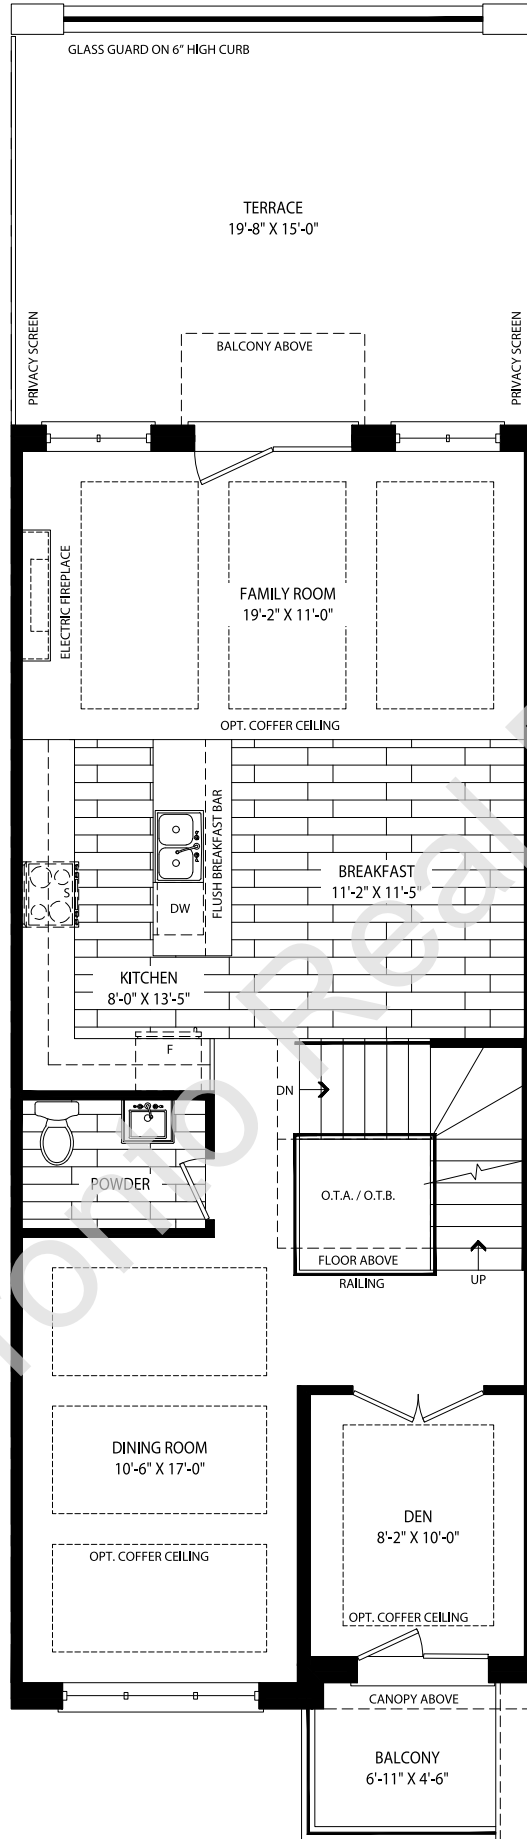 GLASS GUARD ON 6" HIGH CURB
TERRACE
19'-8" X 15'-0"
PRIVACY SCREEN
BALCONY ABOVE
PRIVACY SCREEN
ELECTRIC FIREPLACE
FAMILY ROOM
19'-2" X 11'-0"
OPT. COFFER CEILING
FLUSH BREAKFAST BAR
BREAKFAST
11'-2" X 11'-5"
S
DW
KITCHEN
8'-0" X 13'-5"
F
DN
POWDER
O.T.A. / O.T.B.
FLOOR ABOVE
RAILING
UP
DINING ROOM
10'-6" X 17'-0"
OPT. COFFER CEILING
DEN
8'-2" X 10'-0"
OPT. COFFER CEILING
CANOPY ABOVE
BALCONY
6'-11" X 4'-6"
onto Real